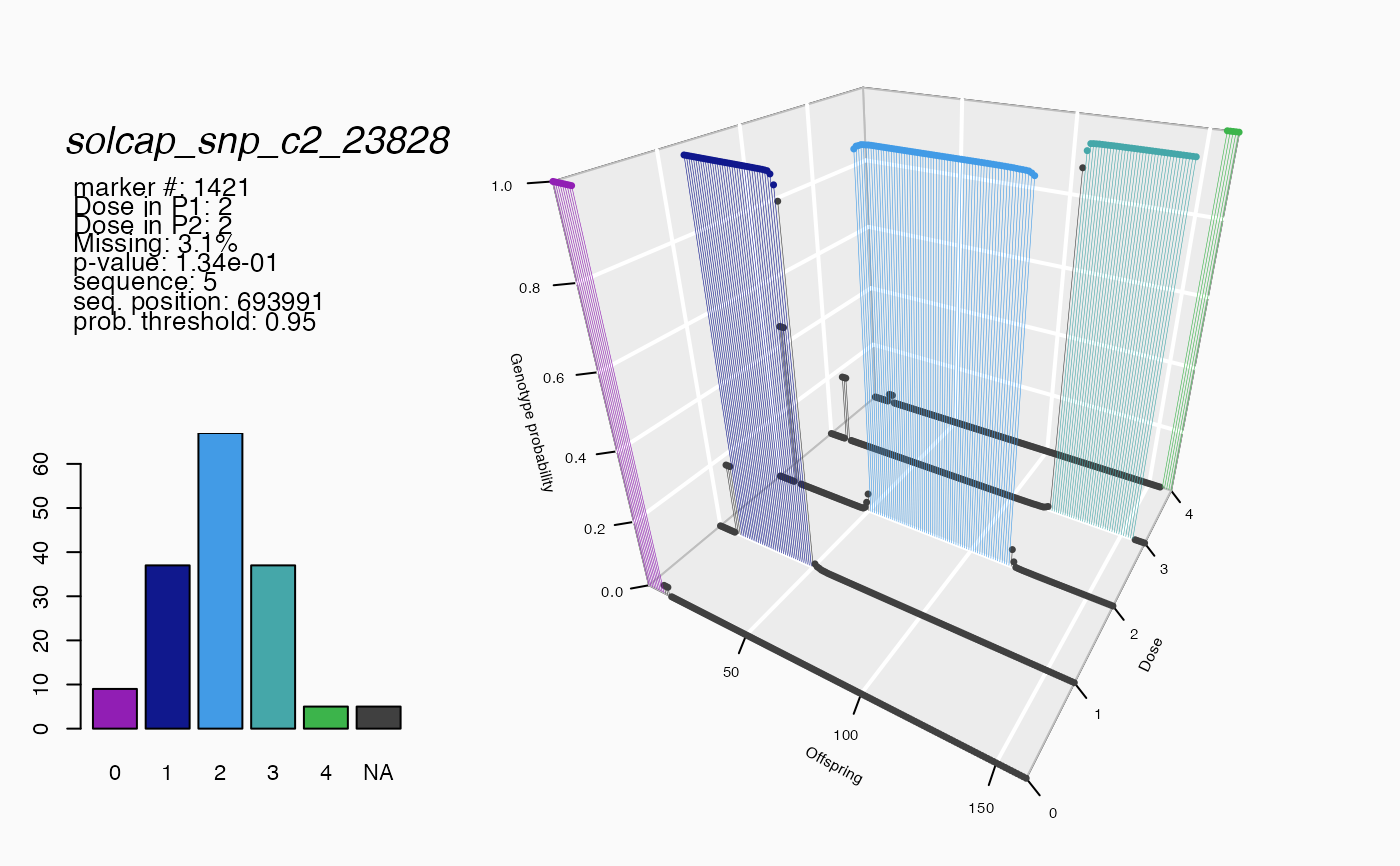 solcap_snp_c2_23828
marker #: 1421
Dose in P1: 2
Dose in P2: 2
Missing: 3.1%
p-value: 1.34e-01
sequence: 5
seq. position: 693991
prob. threshold: 0.95
60
50
40
30
20
10
0
0 1 2 3 4 NA
1.0
0.8
0.6
0.4
0.2
0.0
Genotype probability
50
100
150
Offspring
0
1
2
3
4
Dose